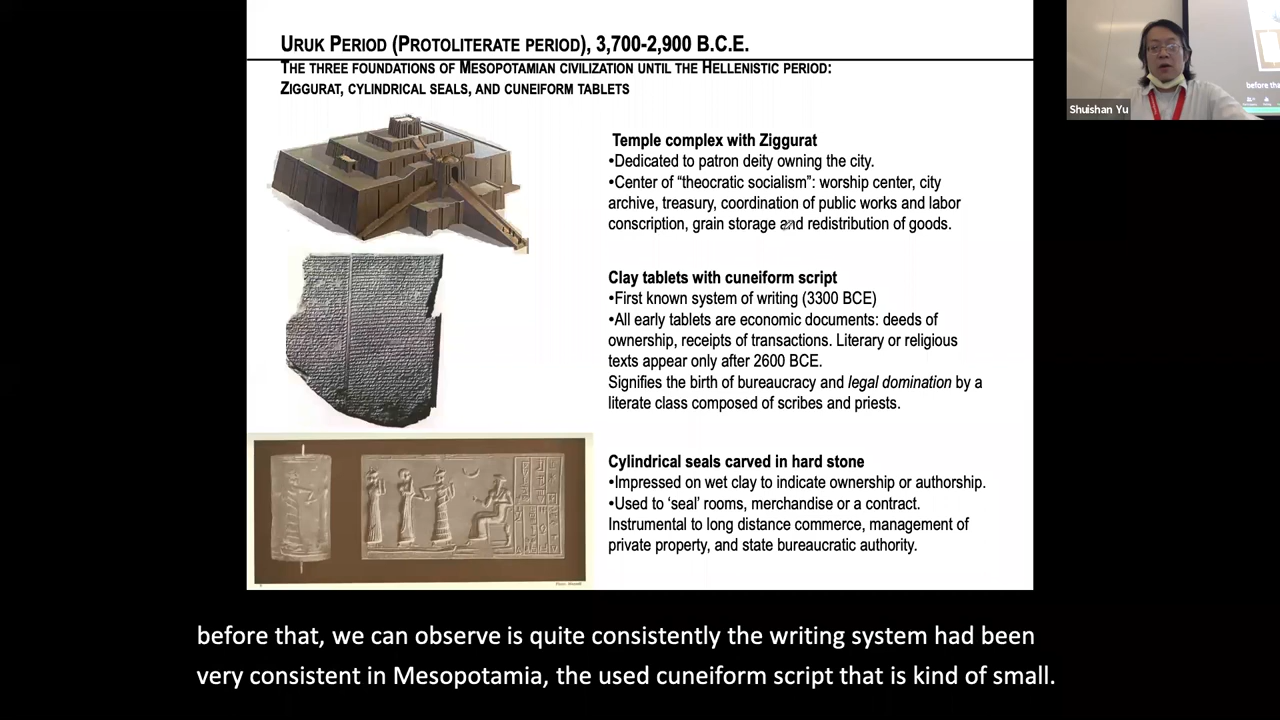 URUK PERIOD (PROTOLITERATE PERIOD), 3,700-2,900 B.C.E.
THE THREE FOUNDATIONS OF MESOPOTAMIAN CIVILIZATION UNTIL THE HELLENISTIC PERIOD:
ZIGGURAT, CYLINDRICAL SEALS, AND CUNEIFORM TABLETS
Temple complex with Ziggurat
•Dedicated to patron deity owning the city.
•Center of “theocratic socialism”: worship center, city
archive, treasury, coordination of public works and labor
conscription, grain storage and redistribution of goods.
Clay tablets with cuneiform script
•First known system of writing (3300 BCE)
•All early tablets are economic documents: deeds of
ownership, receipts of transactions. Literary or religious
texts appear only after 2600 BCE.
Signifies the birth of bureaucracy and legal domination by a
literate class composed of scribes and priests.
Cylindrical seals carved in hard stone
•Impressed on wet clay to indicate ownership or authorship.
•Used to ‘seal’ rooms, merchandise or a contract.
Instrumental to long distance commerce, management of
private property, and state bureaucratic authority.
Shuishan Yu
before tha
before that, we can observe is quite consistently the writing system had been
very consistent in Mesopotamia, the used cuneiform script that is kind of small.